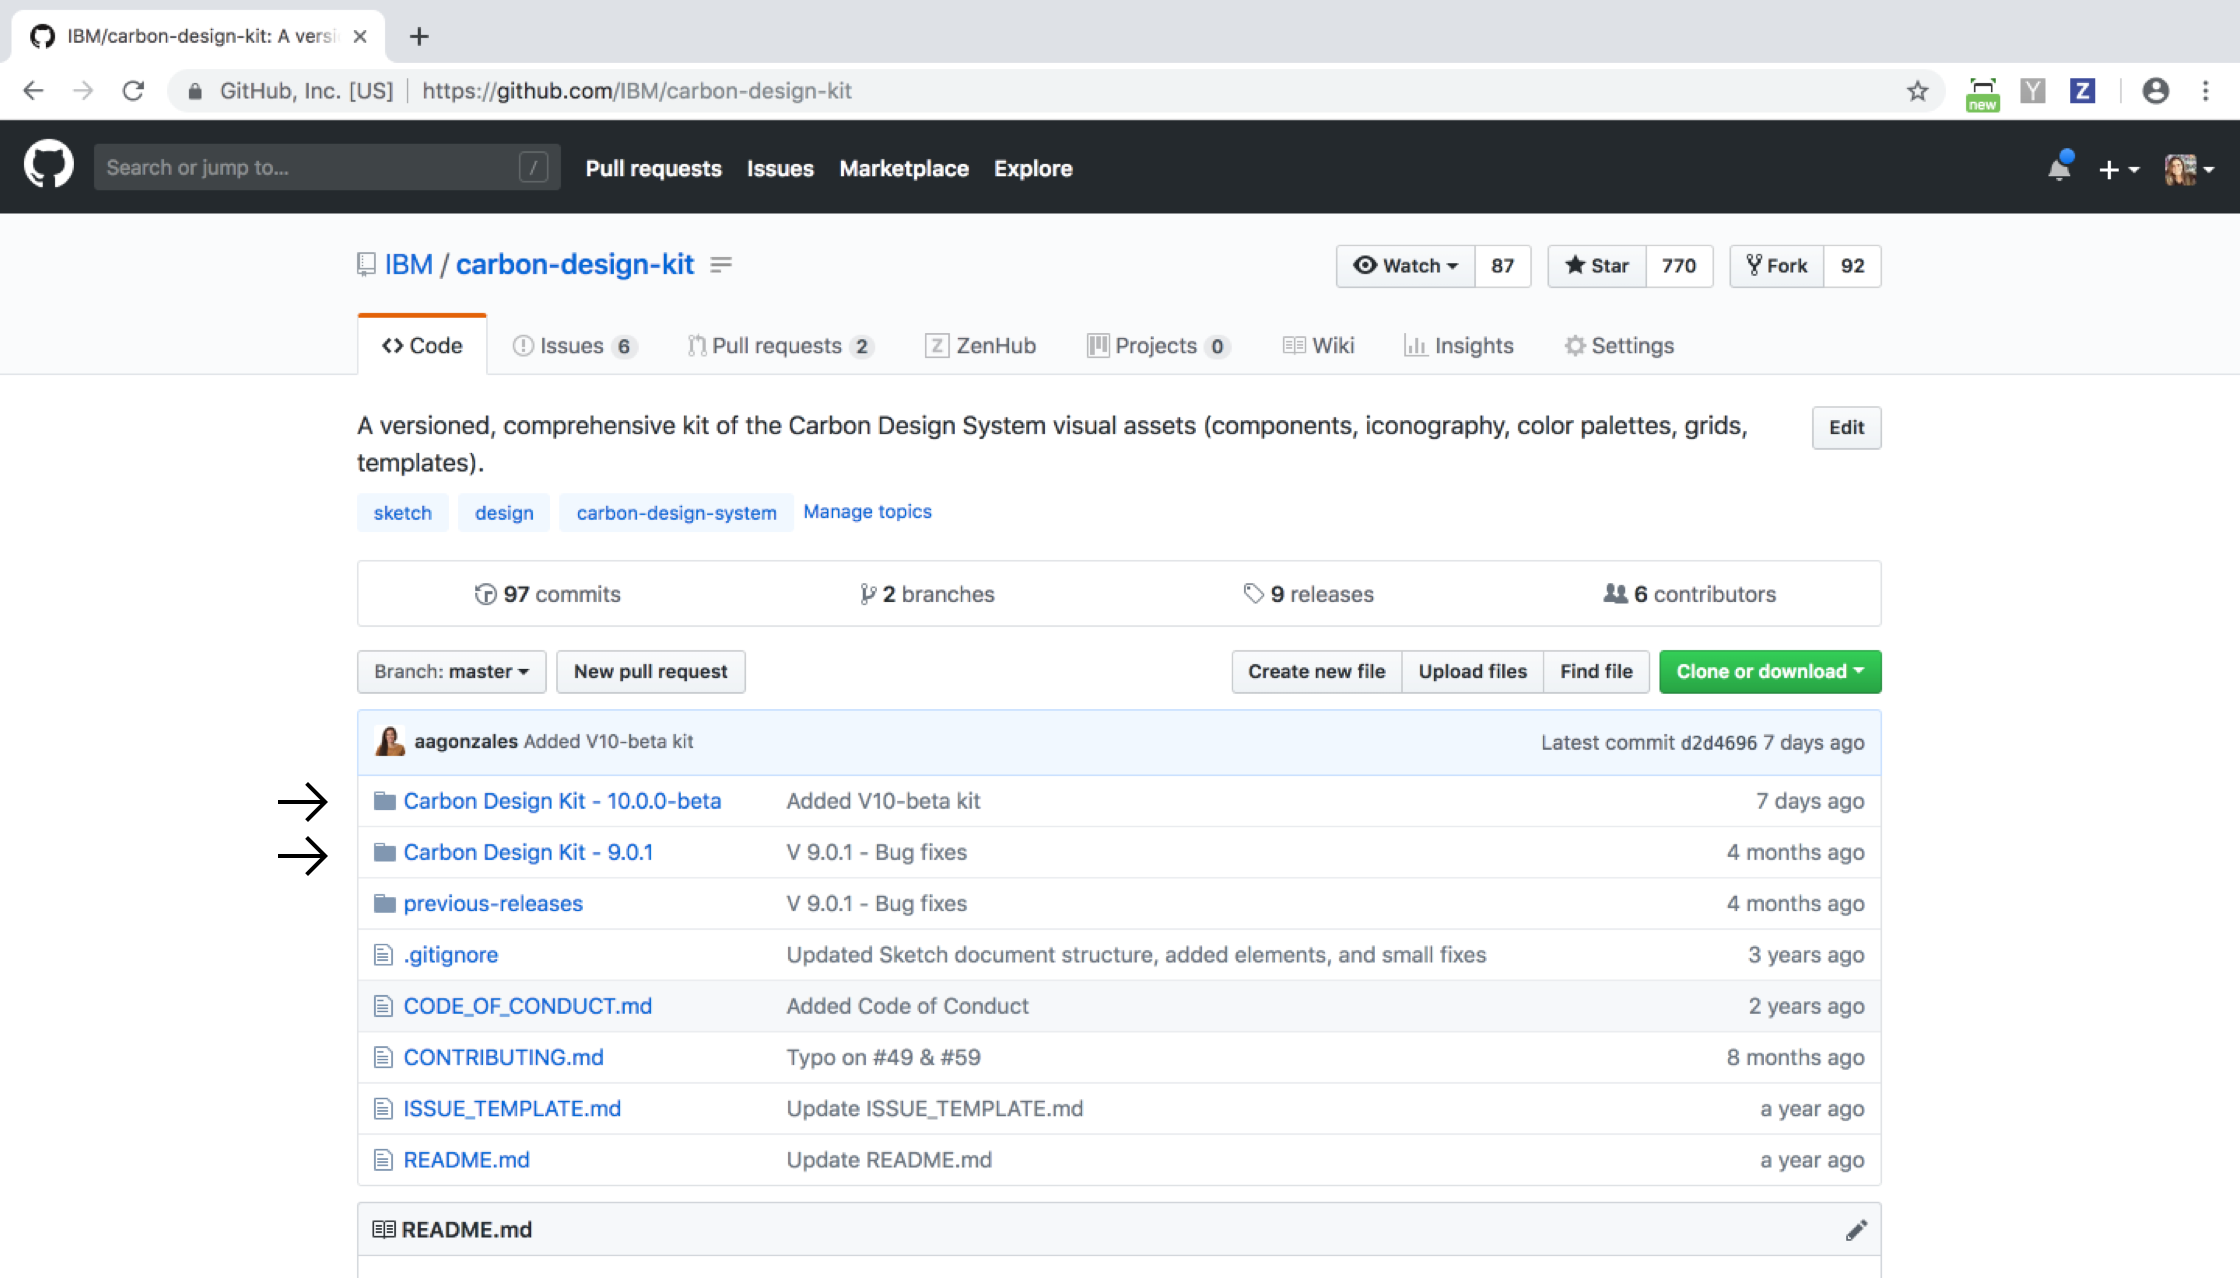 IBM/carbon-design-kit: A versi
GitHub, Inc. [US] https://github.com/IBM/carbon-design-kit
new Y Z
Search or jump to... / Pull requests Issues Marketplace Explore
IBM / carbon-design-kit Watch 87 Star 770 Fork 92
Code Issues 6 Pull requests 2 Z ZenHub Projects 0 Wiki Insights Settings
A versioned, comprehensive kit of the Carbon Design System visual assets (components, iconography, color palettes, grids,
templates).
Edit
sketch design carbon-design-system Manage topics
97 commits 2 branches 9 releases 6 contributors
Branch: master New pull request Create new file Upload files Find file Clone or download
aagonzales Added V10-beta kit Latest commit d2d4696 7 days ago
Carbon Design Kit - 10.0.0-beta Added V10-beta kit 7 days ago
Carbon Design Kit - 9.0.1 V 9.0.1 - Bug fixes 4 months ago
previous-releases V 9.0.1 - Bug fixes 4 months ago
.gitignore Updated Sketch document structure, added elements, and small fixes 3 years ago
CODE_OF_CONDUCT.md Added Code of Conduct 2 years ago
CONTRIBUTING.md Typo on #49 & #59 8 months ago
ISSUE_TEMPLATE.md Update ISSUE_TEMPLATE.md a year ago
README.md Update README.md a year ago
README.md